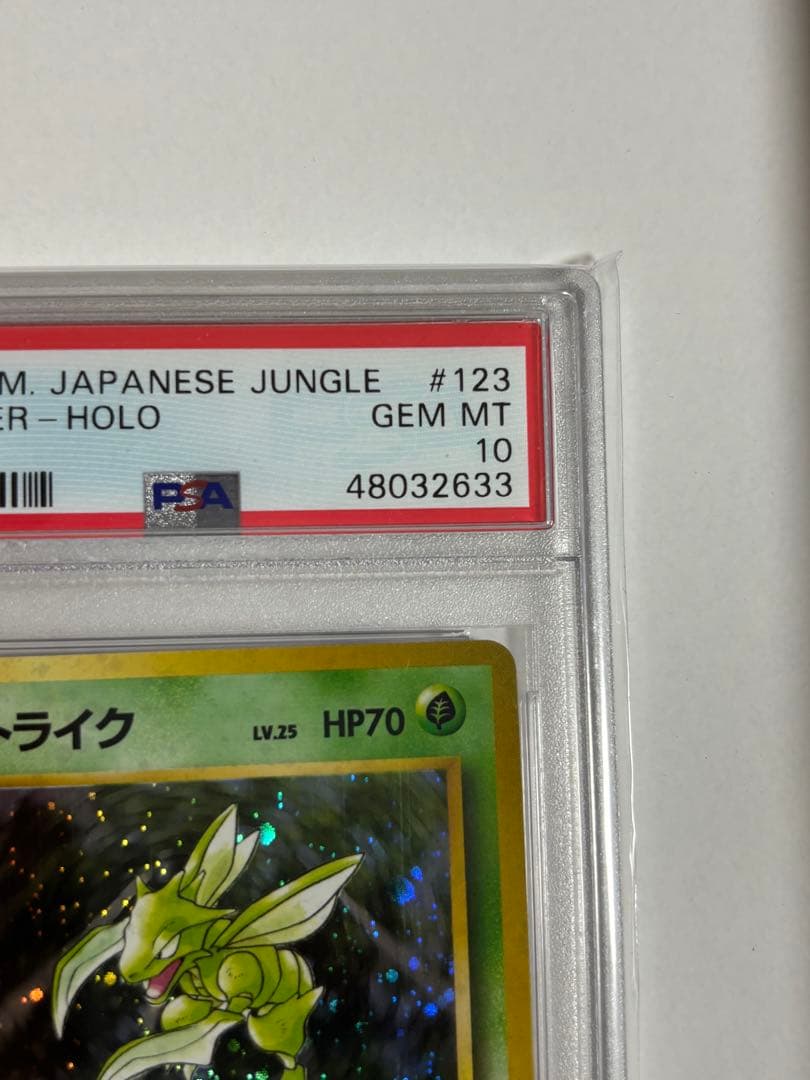 M. JAPANESE JUNGLE #123
ER-HOLO GEM MT
10
PSA 48032633
トライク LV.25 HP70